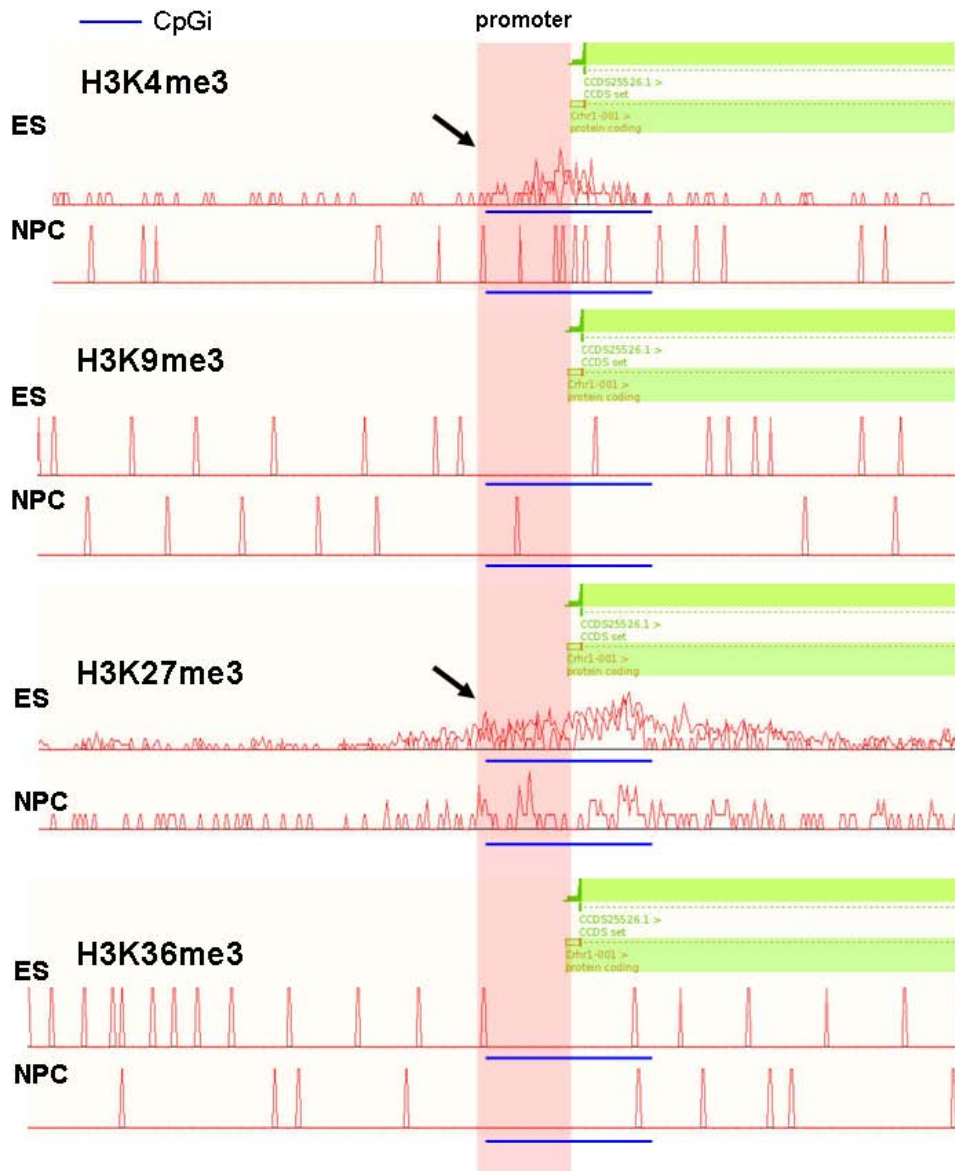 CpGi
promoter
H3K4me3
CCDS25526.1 >
CCDS set
ES
Crhr1-001 >
protein coding
NPC
H3K9me3
CCDS25526.1 >
CCDS set
ES
Crhr1-001 >
protein coding
NPC
H3K27me3
CCDS25526.1 >
CCDS set
ES
Crhr1-001 >
protein coding
NPC
H3K36me3
CCDS25526.1 >
CCDS set
ES
Crhr1-001 >
protein coding
NPC